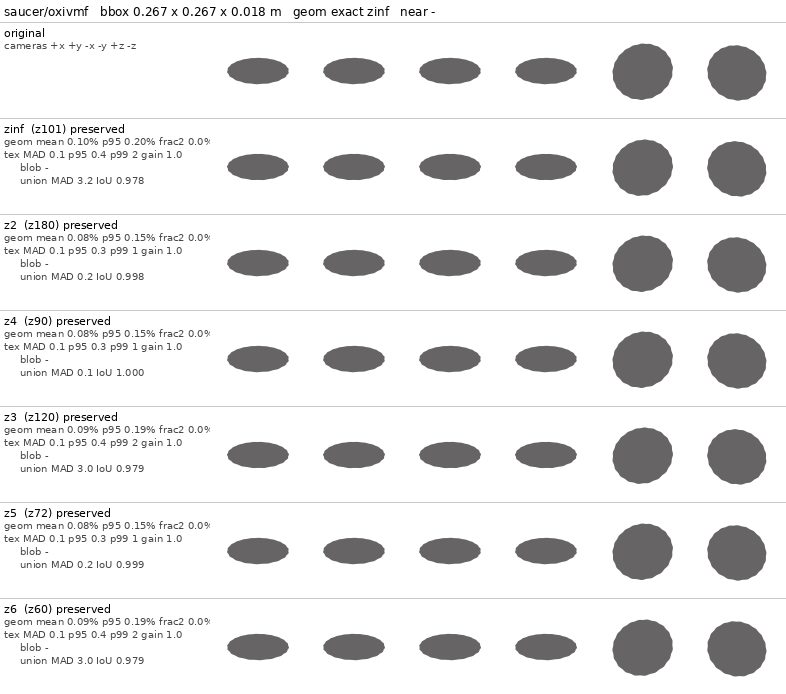 saucer/oxivmf bbox 0.267 x 0.267 x 0.018 m geom exact zinf near -
original
cameras +x +y -x -y +z -z
zinf (z101) preserved
geom mean 0.10% p95 0.20% frac2 0.0%
tex MAD 0.1 p95 0.4 p99 2 gain 1.0
blob -
union MAD 3.2 IoU 0.978
z2 (z180) preserved
geom mean 0.08% p95 0.15% frac2 0.0%
tex MAD 0.1 p95 0.3 p99 1 gain 1.0
blob -
union MAD 0.2 IoU 0.998
z4 (z90) preserved
geom mean 0.08% p95 0.15% frac2 0.0%
tex MAD 0.1 p95 0.3 p99 1 gain 1.0
blob -
union MAD 0.1 IoU 1.000
z3 (z120) preserved
geom mean 0.09% p95 0.19% frac2 0.0%
tex MAD 0.1 p95 0.4 p99 2 gain 1.0
blob -
union MAD 3.0 IoU 0.979
z5 (z72) preserved
geom mean 0.08% p95 0.15% frac2 0.0%
tex MAD 0.1 p95 0.3 p99 1 gain 1.0
blob -
union MAD 0.2 IoU 0.999
z6 (z60) preserved
geom mean 0.09% p95 0.19% frac2 0.0%
tex MAD 0.1 p95 0.4 p99 2 gain 1.0
blob -
union MAD 3.0 IoU 0.979